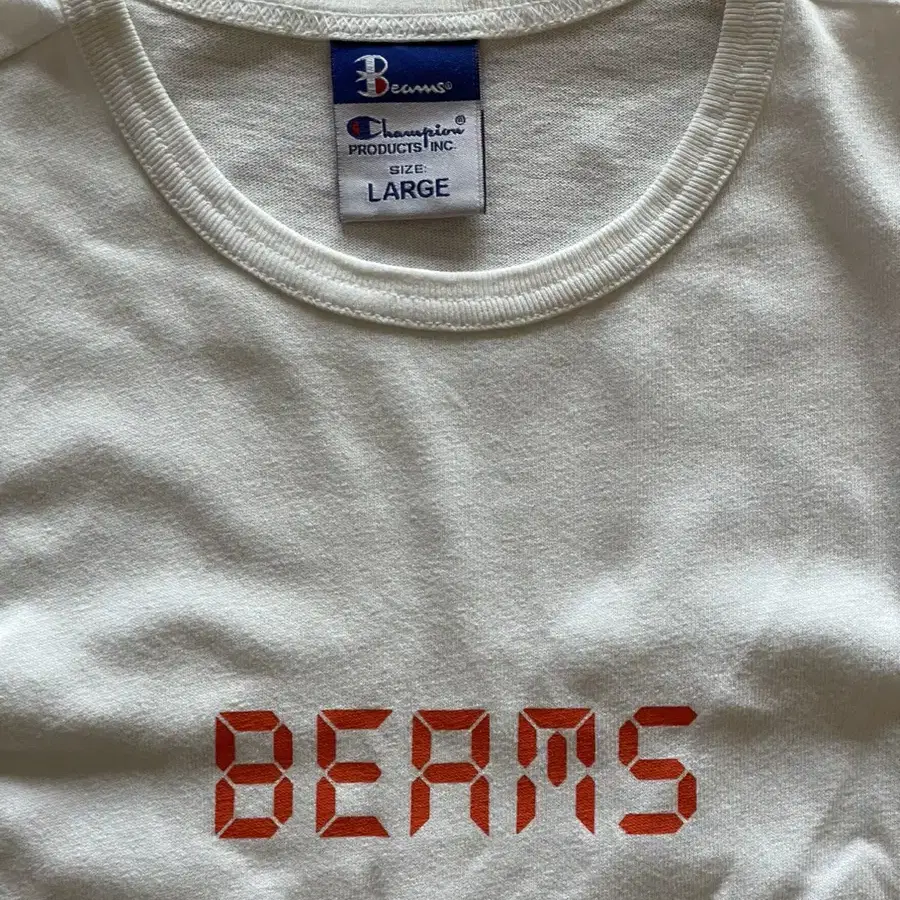 Beams®
Champion®
PRODUCTS INC.
SIZE:
LARGE
BEAMS